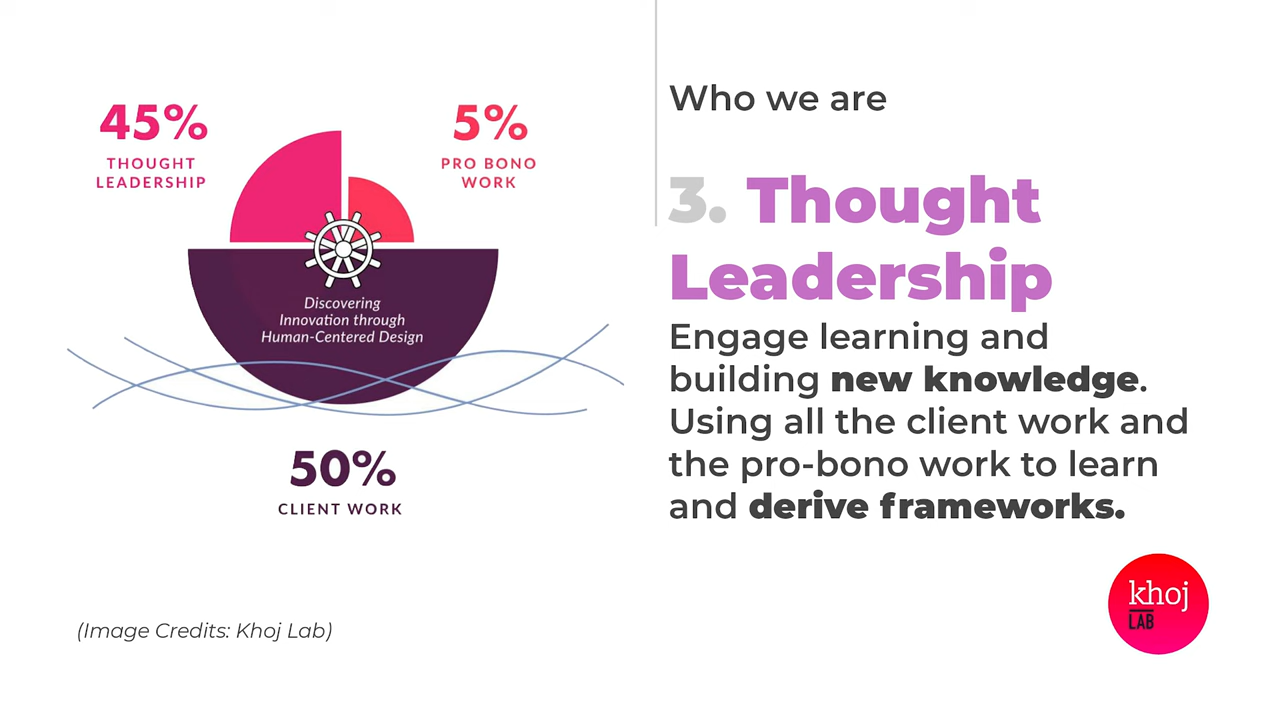 45%
THOUGHT
LEADERSHIP
5%
PRO BONO
WORK
Discovering
Innovation through
Human-Centered Design
50%
CLIENT WORK
(Image Credits: Khoj Lab)
Who we are
3. Thought
Leadership
Engage learning and
building new knowledge.
Using all the client work and
the pro-bono work to learn
and derive frameworks.
khoj
LAB